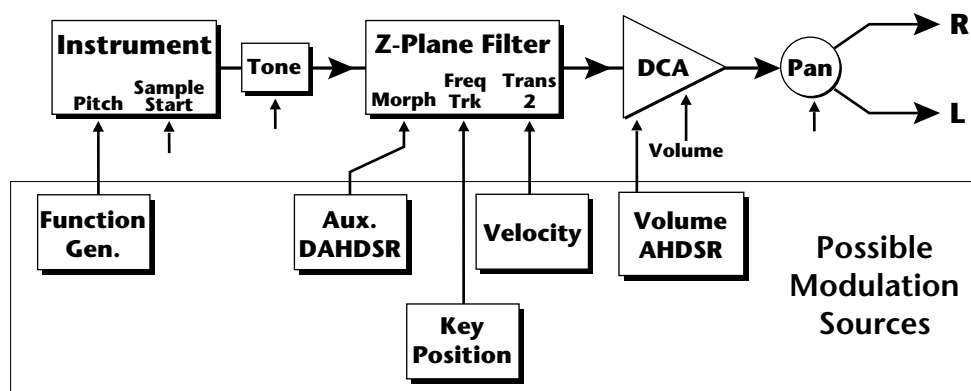 Instrument
Pitch
Sample
Start
Tone
Z-Plane Filter
Morph
Freq
Trk
Trans
2
DCA
Volume
Pan
R
L
Function
Gen.
Aux.
DAHDSR
Velocity
Volume
AHDSR
Key
Position
Possible
Modulation
Sources